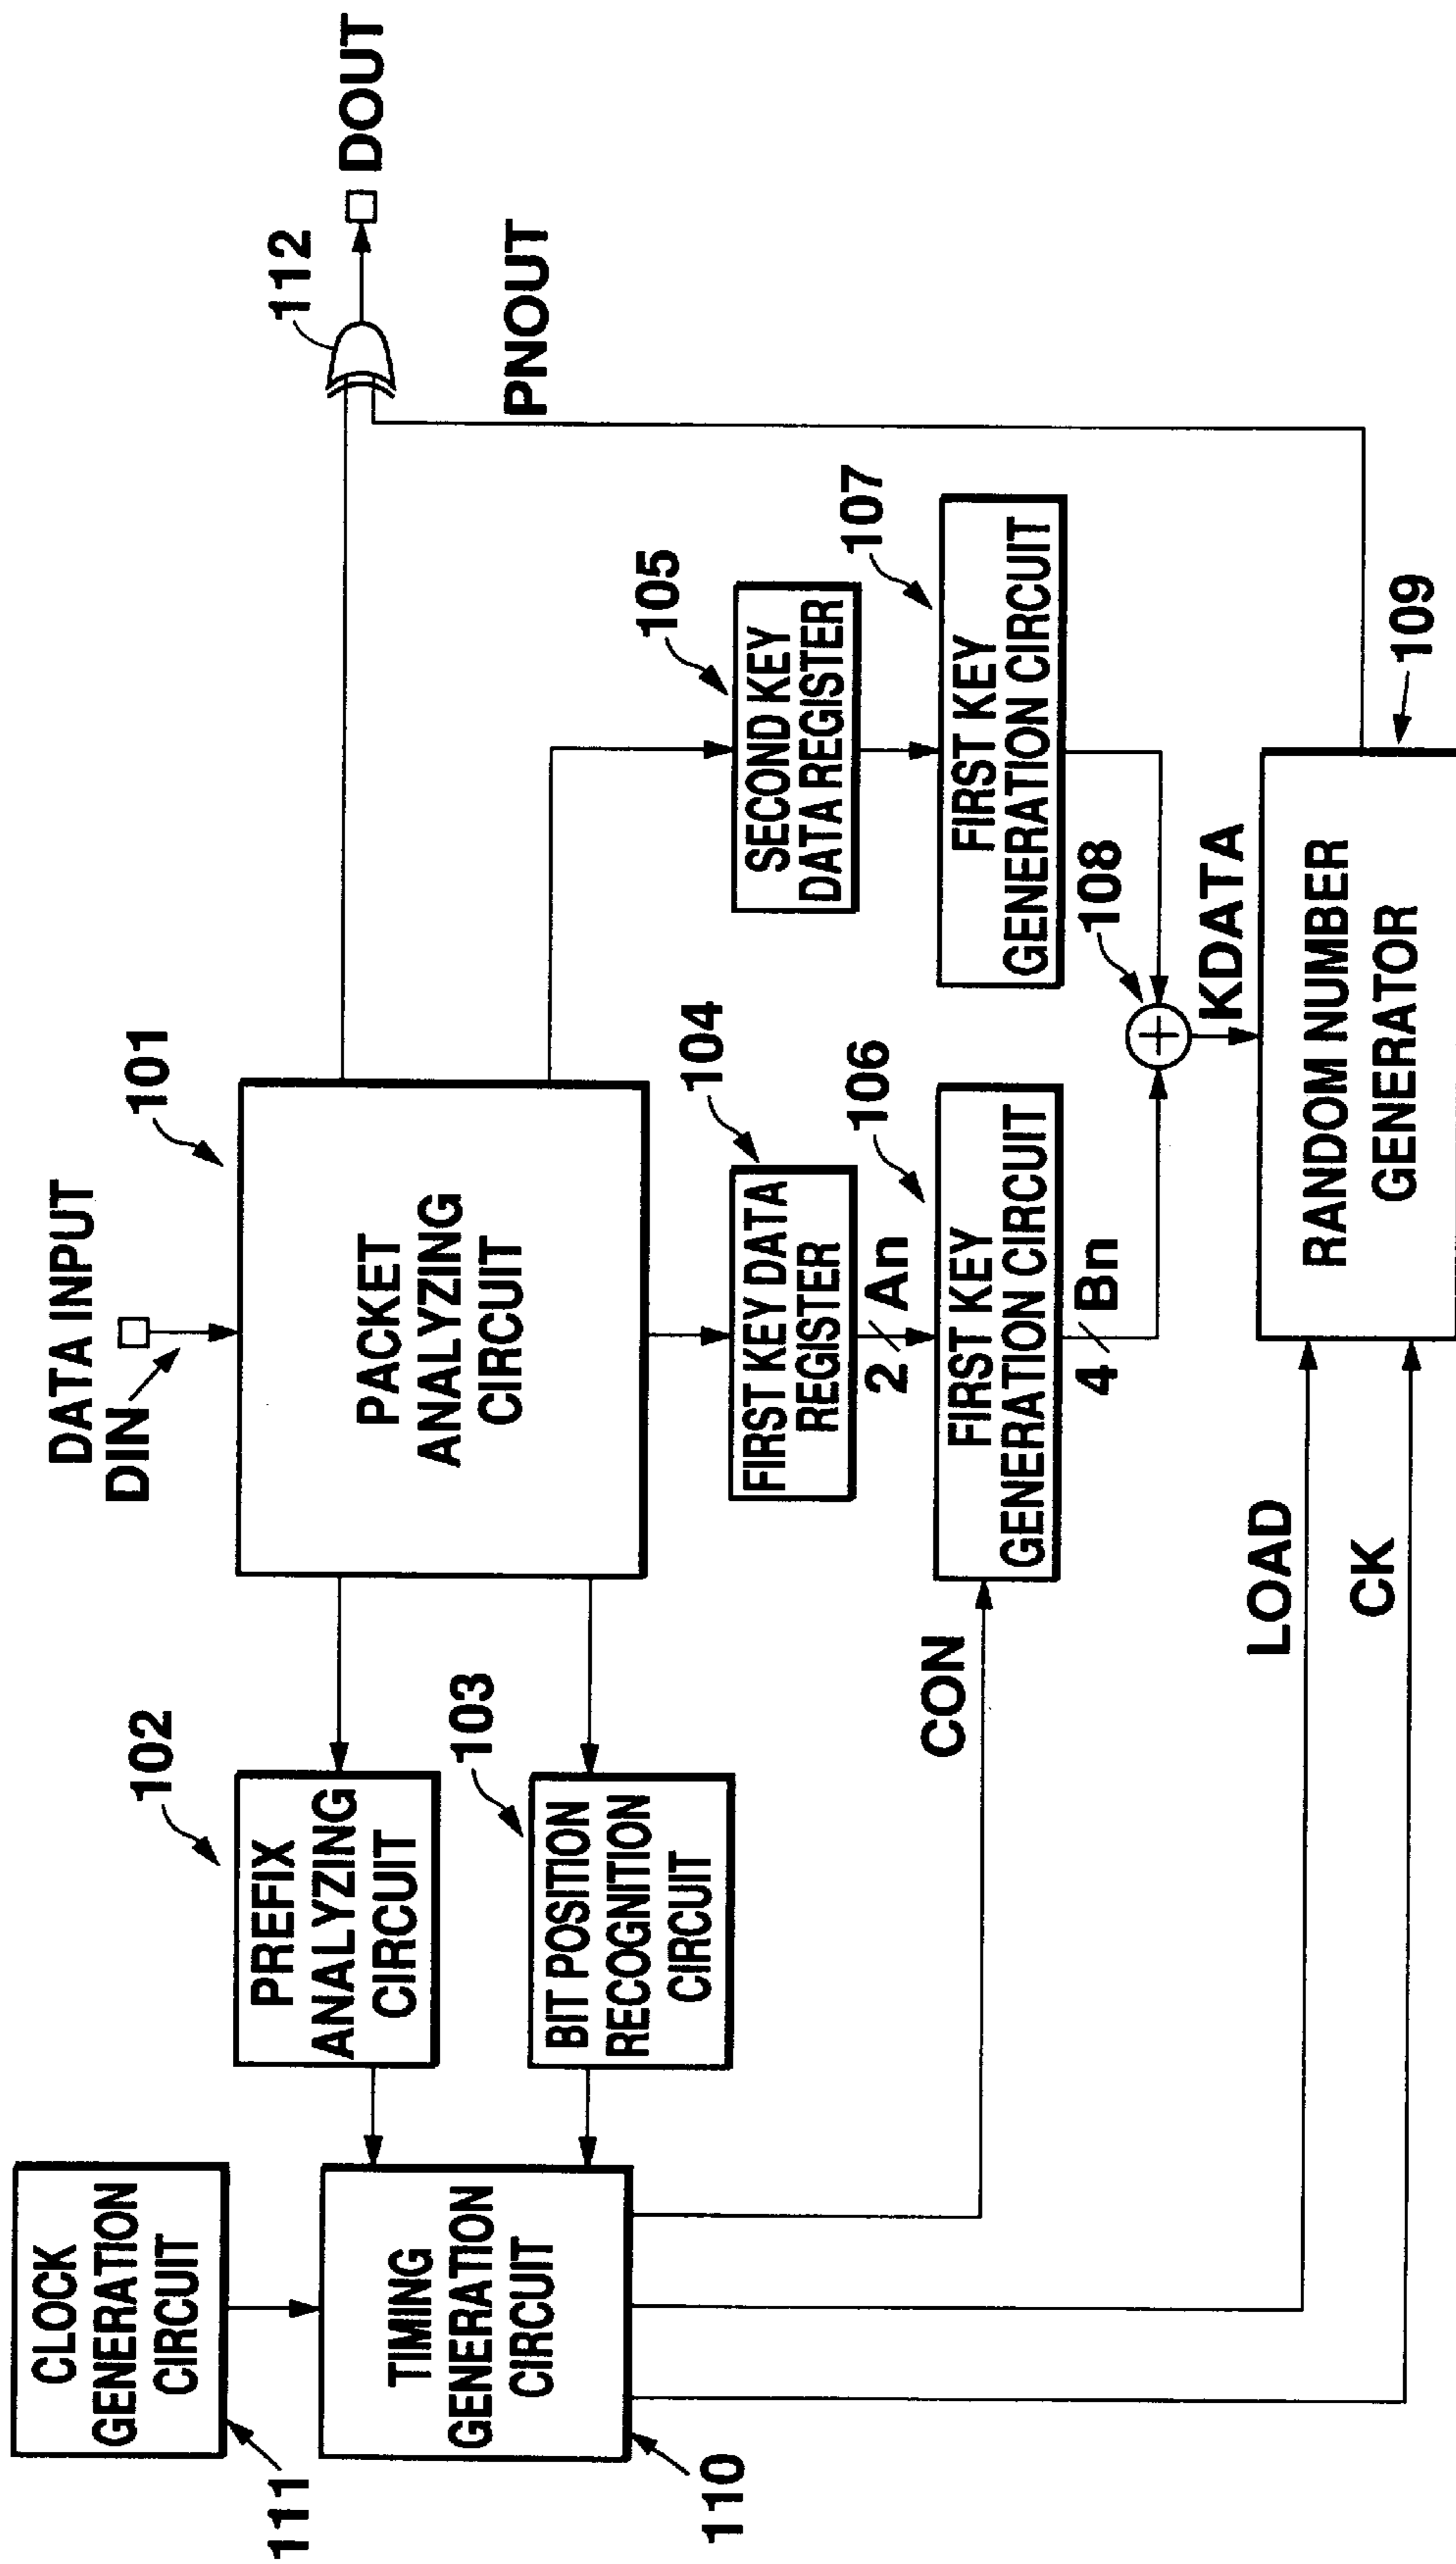 DATA INPUT
DIN
101
PACKET
ANALYZING
CIRCUIT
112
DOUT
PNOUT
111
CLOCK
GENERATION
CIRCUIT
102
PREFIX
ANALYZING
CIRCUIT
103
BIT POSITION
RECOGNITION
CIRCUIT
110
TIMING
GENERATION
CIRCUIT
104
FIRST KEY DATA
REGISTER
2
An
105
SECOND KEY
DATA REGISTER
CON
106
FIRST KEY
GENERATION CIRCUIT
4
Bn
107
FIRST KEY
GENERATION CIRCUIT
108
KDATA
LOAD
CK
RANDOM NUMBER
GENERATOR
109